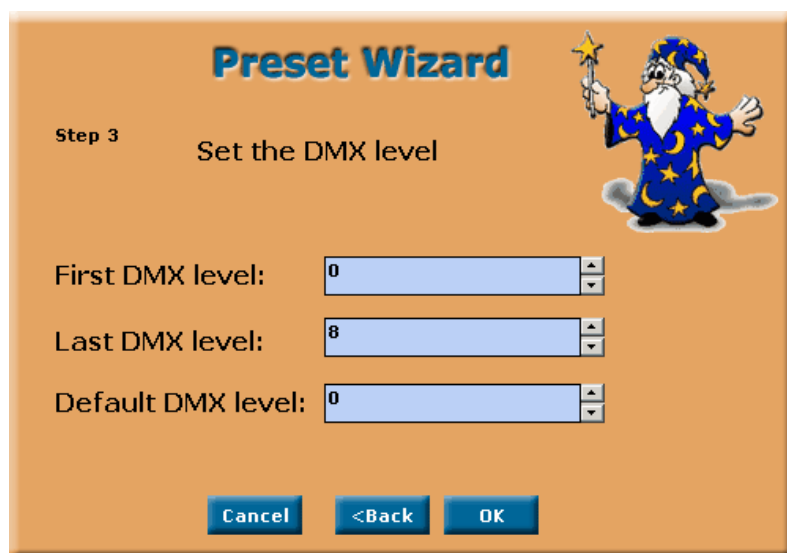 Preset Wizard
Step 3
Set the DMX level
First DMX level: 0
Last DMX level: 8
Default DMX level: 0
Cancel <Back OK